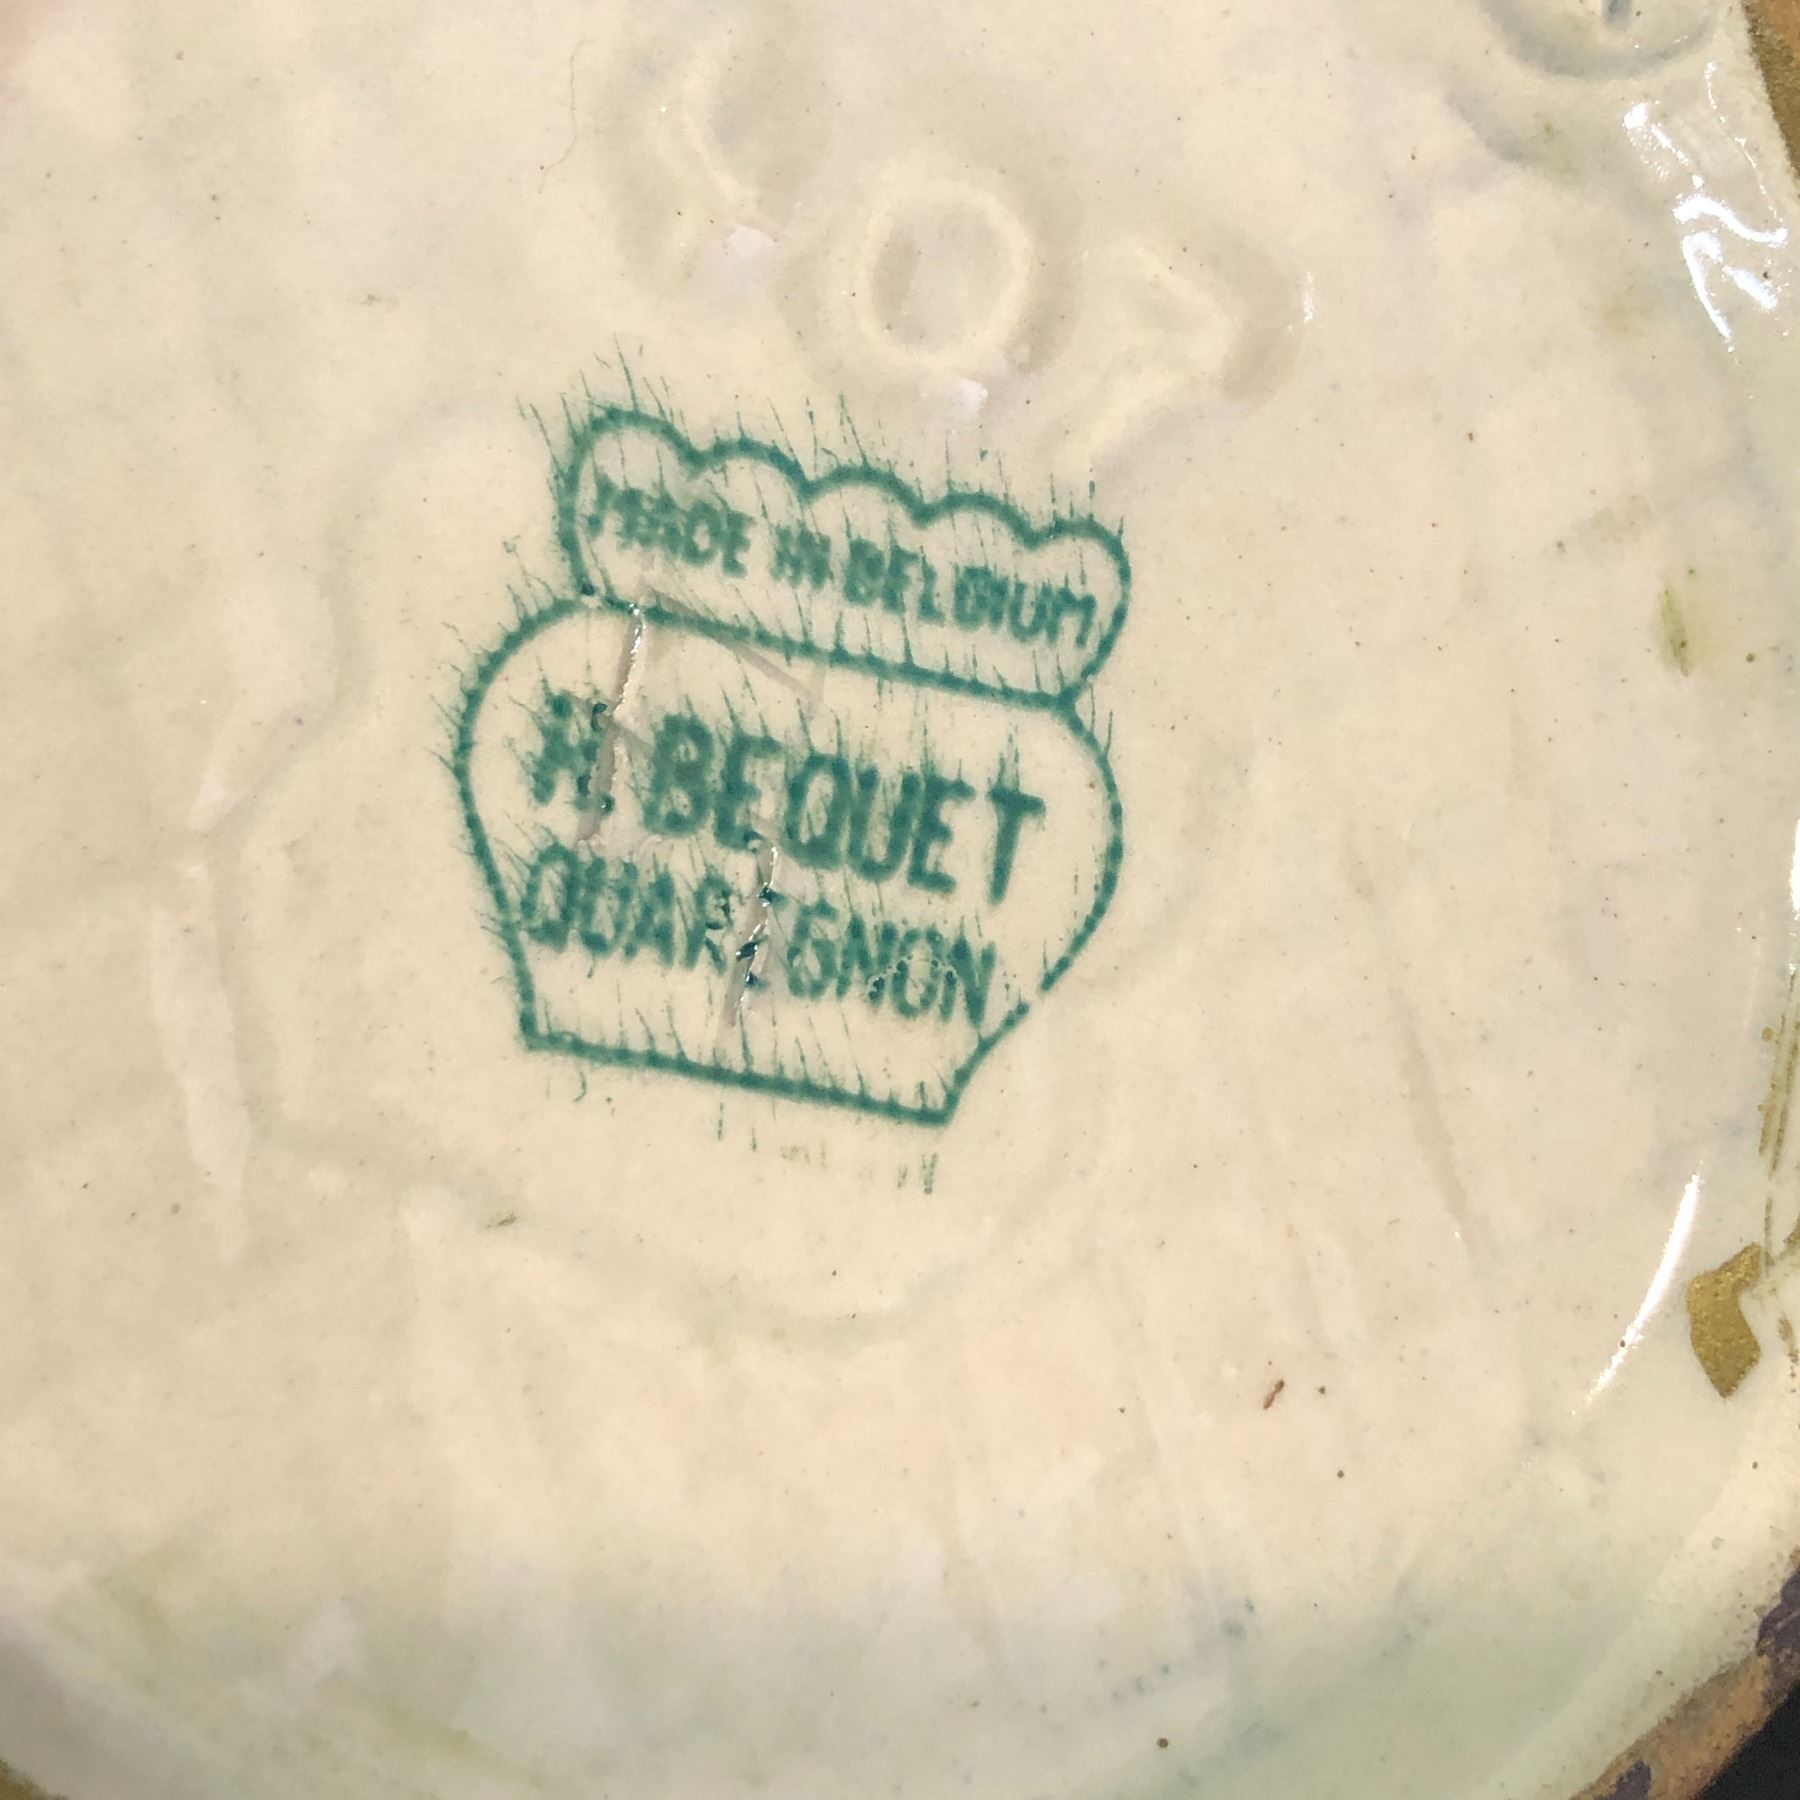 MADE IN BELGIUM
H. BEQUET
QUAREGNON